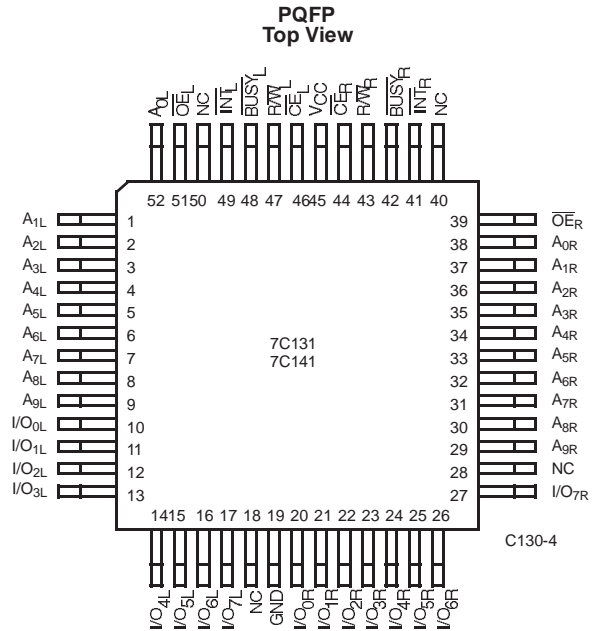 PQFP
Top View
A0L
OEL
NC
INTL
BUSYL
R/WL
CEL
VCC
CER
R/WR
BUSYR
INTR
NC
52 51 50 49 48 47 46 45 44 43 42 41 40
A1L 1
A2L 2
A3L 3
A4L 4
A5L 5
A6L 6
A7L 7
A8L 8
A9L 9
I/O0L 10
I/O1L 11
I/O2L 12
I/O3L 13
7C131
7C141
39 OER
38 A0R
37 A1R
36 A2R
35 A3R
34 A4R
33 A5R
32 A6R
31 A7R
30 A8R
29 A9R
28 NC
27 I/O7R
14 15 16 17 18 19 20 21 22 23 24 25 26
I/O4L
I/O5L
I/O6L
I/O7L
NC
GND
I/O0R
I/O1R
I/O2R
I/O3R
I/O4R
I/O5R
I/O6R
C130-4